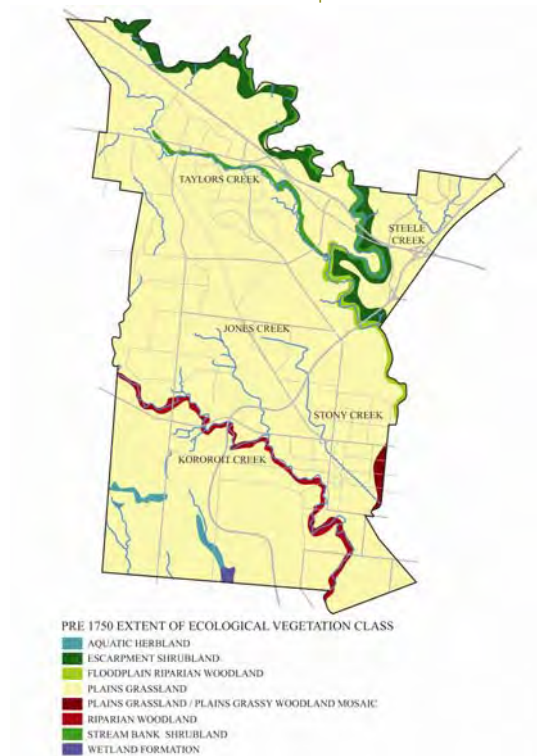 TAYLORS CREEK
STEELE
CREEK
JONES CREEK
STONY CREEK
KOROROIT CREEK
PRE 1750 EXTENT OF ECOLOGICAL VEGETATION CLASS
AQUATIC HERBLAND
ESCARPMENT SHRUBLAND
FLOODPLAIN RIPARIAN WOODLAND
PLAINS GRASSLAND
PLAINS GRASSLAND / PLAINS GRASSY WOODLAND MOSAIC
RIPARIAN WOODLAND
STREAM BANK SHRUBLAND
WETLAND FORMATION